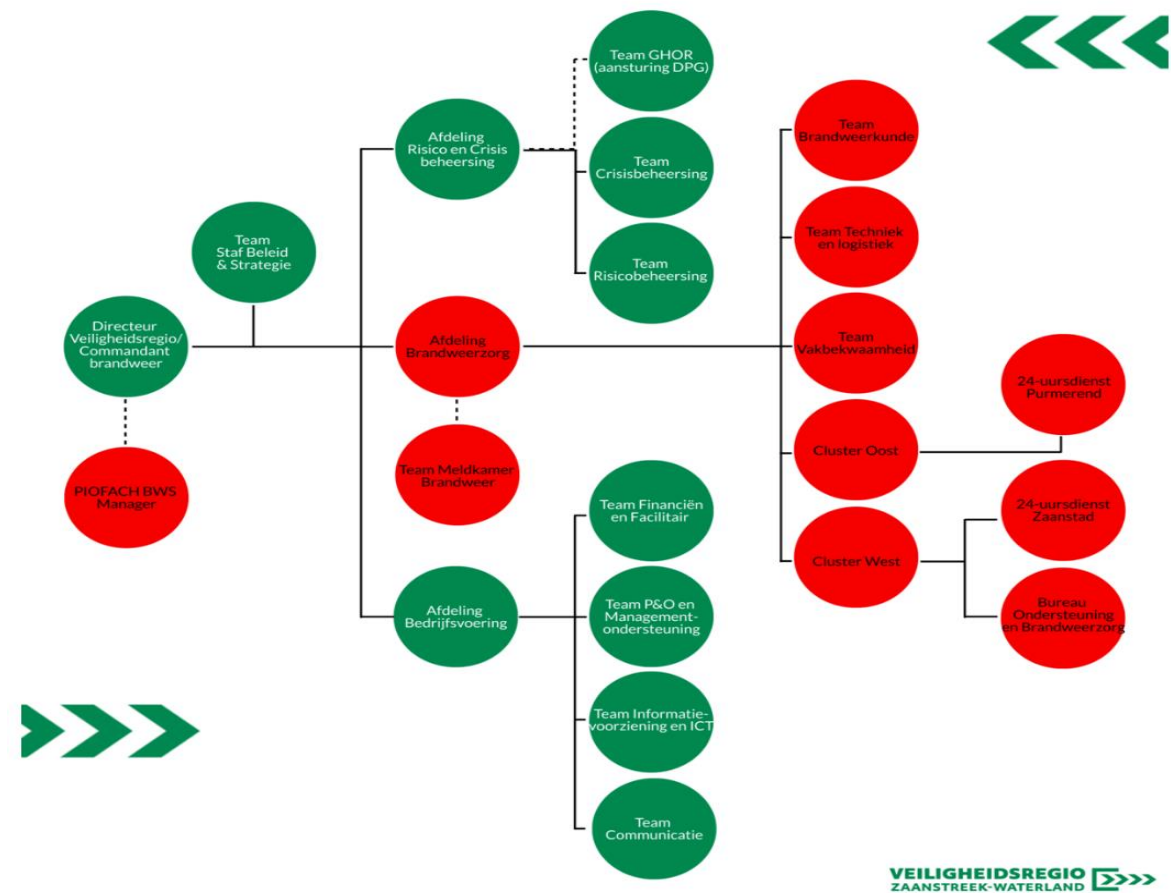 Team GHOR
(aansturing DPG)
Team
Brandweerkunde
Afdeling
Risico en Crisis
beheersing
Team
Crisisbeheersing
Team
Staf Beleid
& Strategie
Team Techniek
en logistiek
Team
Risicobeheersing
Directeur
Veiligheidsregio/
Commandant
brandweer
Afdeling
Brandweerzorg
Team
Vakbekwaamheid
24-uursdienst
Purmerend
PIOFACH BWS
Manager
Team Meldkamer
Brandweer
Cluster Oost
Team Financiën
en Facilitair
24-uursdienst
Zaanstad
Cluster West
Afdeling
Bedrijfsvoering
Team P&O en
Management-
ondersteuning
Bureau
Ondersteuning
en Brandweerzorg
Team Informatie-
voorziening en ICT
Team
Communicatie
VEILIGHEIDSREGIO
ZAANSTREEK-WATERLAND